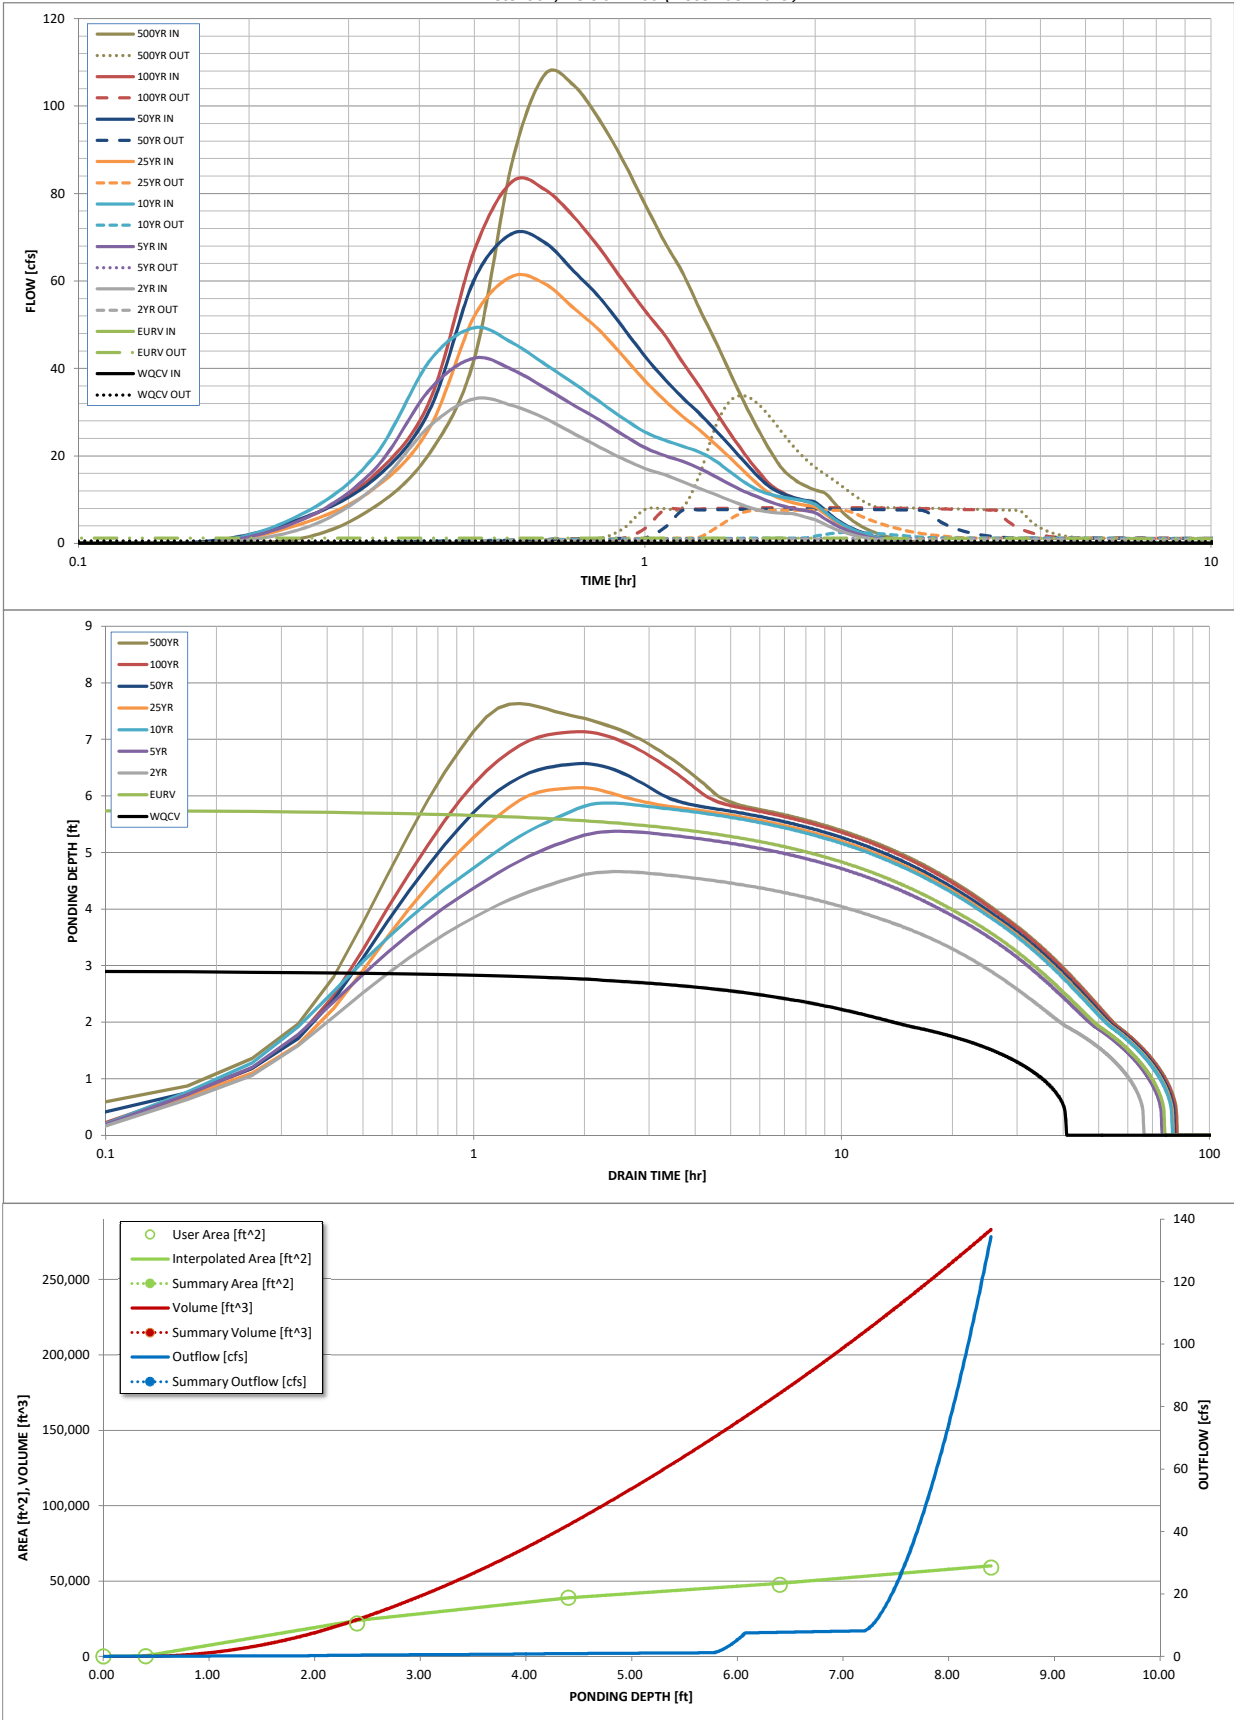 120
100
80
60
40
20
0
FLOW [cfs]
500YR IN
500YR OUT
100YR IN
100YR OUT
50YR IN
50YR OUT
25YR IN
25YR OUT
10YR IN
10YR OUT
5YR IN
5YR OUT
2YR IN
2YR OUT
EURV IN
EURV OUT
WQCV IN
WQCV OUT
0.1
1
10
TIME [hr]
9
8
7
6
5
4
3
2
1
0
PONDING DEPTH [ft]
500YR
100YR
50YR
25YR
10YR
5YR
2YR
EURV
WQCV
0.1
1
10
100
DRAIN TIME [hr]
User Area [ft^2]
Interpolated Area [ft^2]
Summary Area [ft^2]
Volume [ft^3]
Summary Volume [ft^3]
Outflow [cfs]
Summary Outflow [cfs]
250,000
200,000
150,000
100,000
50,000
0
AREA [ft^2], VOLUME [ft^3]
140
120
100
80
60
40
20
0
OUTFLOW [cfs]
0.00
1.00
2.00
3.00
4.00
5.00
6.00
7.00
8.00
9.00
10.00
PONDING DEPTH [ft]